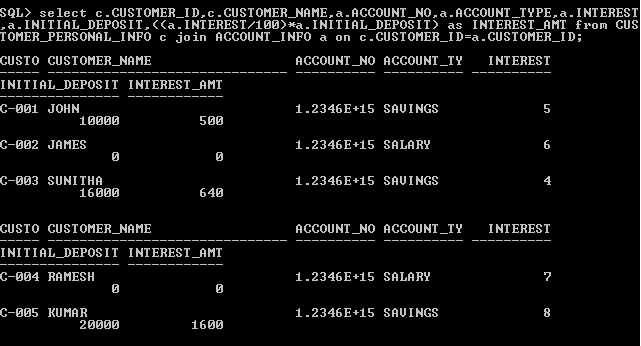 SQL> select c.CUSTOMER_ID,c.CUSTOMER_NAME,a.ACCOUNT_NO,a.ACCOUNT_TYPE,a.INTEREST
,a.INITIAL_DEPOSIT,((a.INTEREST/100)*a.INITIAL_DEPOSIT) as INTEREST_AMT from CUS
TOMER_PERSONAL_INFO c join ACCOUNT_INFO a on c.CUSTOMER_ID=a.CUSTOMER_ID;
CUSTO CUSTOMER_NAME ACCOUNT_NO ACCOUNT_TY INTEREST
----- ------------------------------ ---------- ---------- ----------
INITIAL_DEPOSIT INTEREST_AMT
--------------- ------------
C-001 JOHN 1.2346E+15 SAVINGS 5
10000 500
C-002 JAMES 1.2346E+15 SALARY 6
0 0
C-003 SUNITHA 1.2346E+15 SAVINGS 4
16000 640
CUSTO CUSTOMER_NAME ACCOUNT_NO ACCOUNT_TY INTEREST
----- ------------------------------ ---------- ---------- ----------
INITIAL_DEPOSIT INTEREST_AMT
--------------- ------------
C-004 RAMESH 1.2346E+15 SALARY 7
0 0
C-005 KUMAR 1.2346E+15 SAVINGS 8
20000 1600